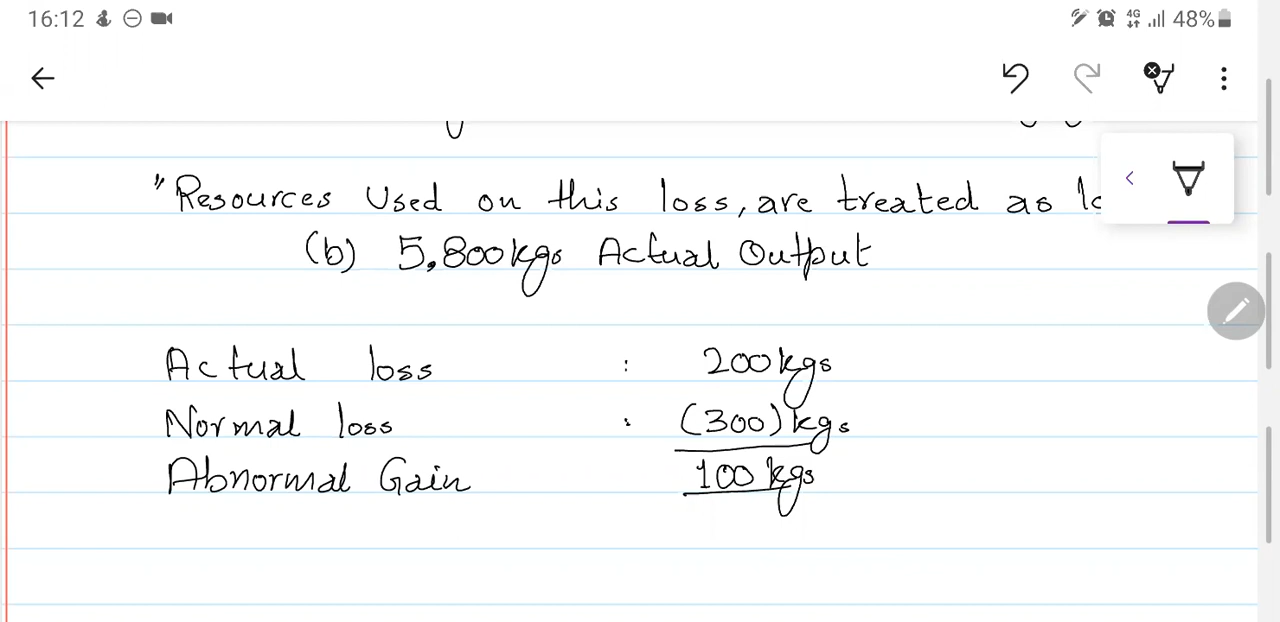 16:12 4G 48%
"Resources Used on this loss, are treated as
(b) 5,800kgs Actual Output
Actual loss : 200kgs
Normal loss : (300)kgs
Abnormal Gain 100kgs